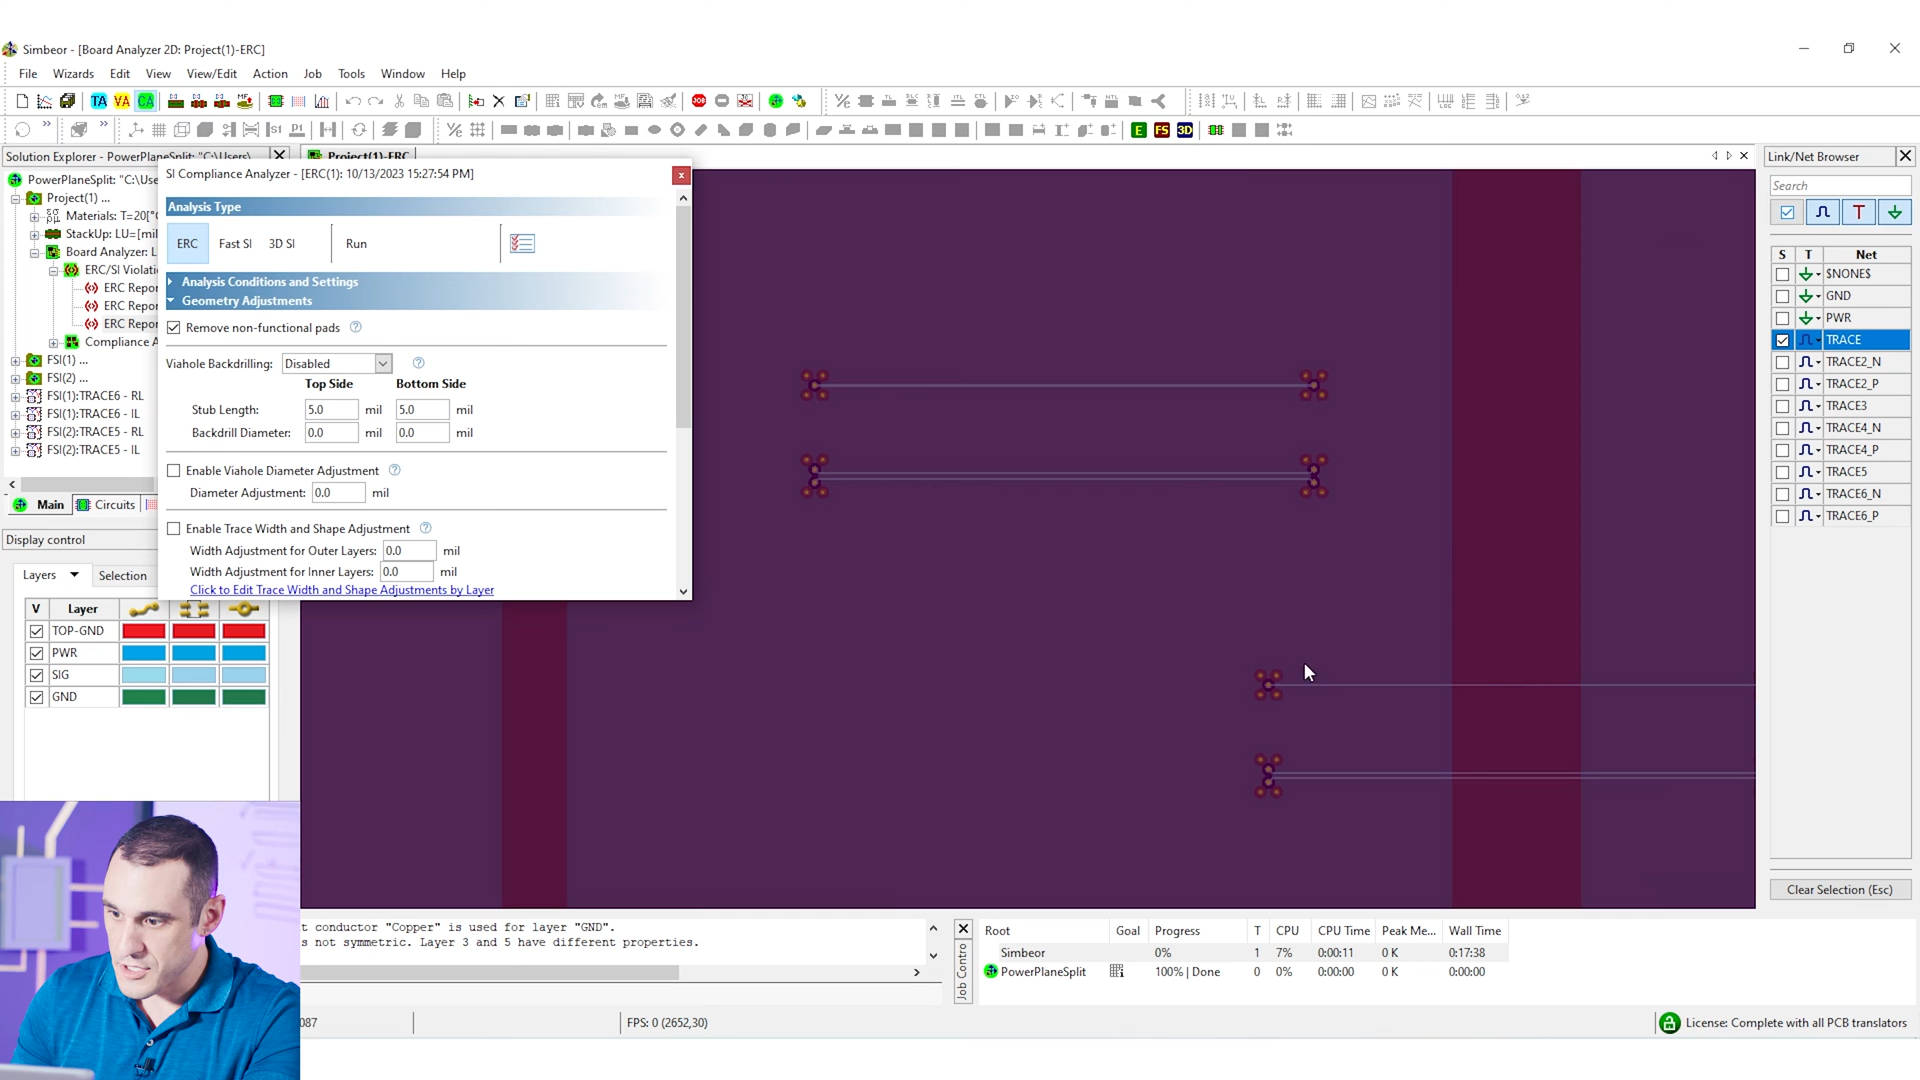 Simbeor - [Board Analyzer 2D: Project(1)-ERC]
File Wizards Edit View View/Edit Action Job Tools Window Help
TA VA CA
E FS 3D
Solution Explorer - PowerPlaneSplit: "C:\Users\
PowerPlaneSplit: "C:\Use
Project(1) ...
Materials: T=20[°
StackUp: LU=[mil
Board Analyzer: L
ERC/SI Violati
ERC Repor
ERC Repor
ERC Repor
Compliance A
FSI(1) ...
FSI(2) ...
FSI(1):TRACE6 - RL
FSI(1):TRACE6 - IL
FSI(2):TRACE5 - RL
FSI(2):TRACE5 - IL
Main Circuits
Display control
Layers Selection
V Layer
TOP-GND
PWR
SIG
GND
Project(1)-ERC
SI Compliance Analyzer - [ERC(1): 10/13/2023 15:27:54 PM]
Analysis Type
ERC Fast SI 3D SI Run
Analysis Conditions and Settings
Geometry Adjustments
Remove non-functional pads
Viahole Backdrilling: Disabled
Top Side Bottom Side
Stub Length: 5.0 mil 5.0 mil
Backdrill Diameter: 0.0 mil 0.0 mil
Enable Viahole Diameter Adjustment
Diameter Adjustment: 0.0 mil
Enable Trace Width and Shape Adjustment
Width Adjustment for Outer Layers: 0.0 mil
Width Adjustment for Inner Layers: 0.0 mil
Click to Edit Trace Width and Shape Adjustments by Layer
Link/Net Browser
Search
S T Net
$NONE$
GND
PWR
TRACE
TRACE2_N
TRACE2_P
TRACE3
TRACE4_N
TRACE4_P
TRACE5
TRACE6_N
TRACE6_P
Clear Selection (Esc)
t conductor "Copper" is used for layer "GND".
s not symmetric. Layer 3 and 5 have different properties.
Job Contro
Root Goal Progress T CPU CPU Time Peak Me... Wall Time
Simbeor 0% 1 7% 0:00:11 0 K 0:17:38
PowerPlaneSplit 100% | Done 0 0% 0:00:00 0 K 0:00:00
087 FPS: 0 (2652,30) License: Complete with all PCB translators